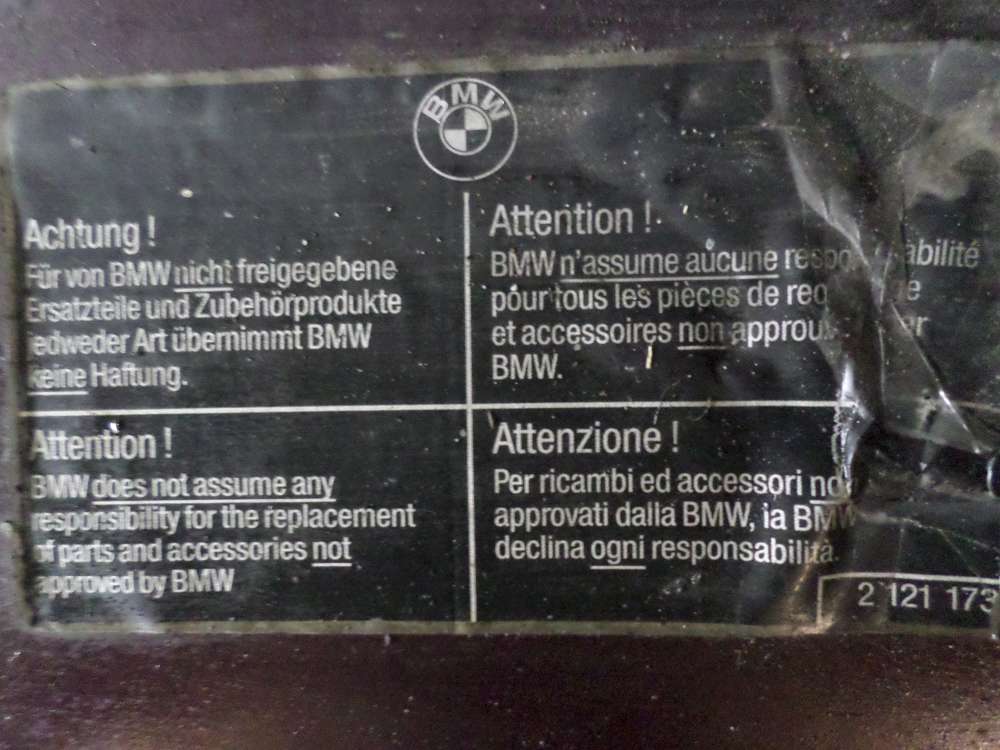 BMW
Achtung !
Für von BMW nicht freigegebene
Ersatzteile und Zubehörprodukte
jedweder Art übernimmt BMW
keine Haftung.
Attention !
BMW n'assume aucune
pour tous les pièces de
et accessoires non
BMW.
Attention !
BMW does not assume any
responsibility for the replacement
of parts and accessories not
approved by BMW
Attenzione !
Per ricambi ed accessori
approvati dalla BMW, la BMW
declina ogni responsabilità.
2 121 173